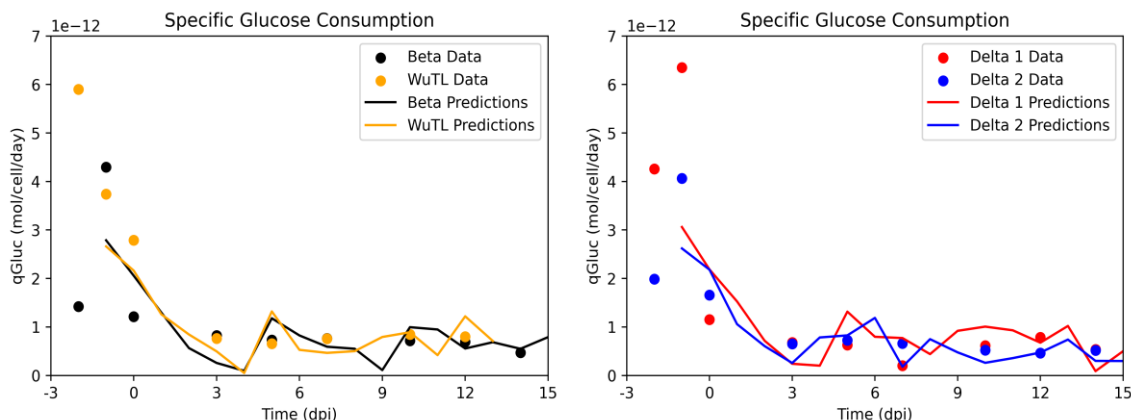 Specific Glucose Consumption
1e−12
7
6
5
4
3
2
1
0
qGluc (mol/cell/day)
Beta Data
WuTL Data
Beta Predictions
WuTL Predictions
-3 0 3 6 9 12 15
Time (dpi)
Specific Glucose Consumption
1e−12
7
6
5
4
3
2
1
0
qGluc (mol/cell/day)
Delta 1 Data
Delta 2 Data
Delta 1 Predictions
Delta 2 Predictions
-3 0 3 6 9 12 15
Time (dpi)